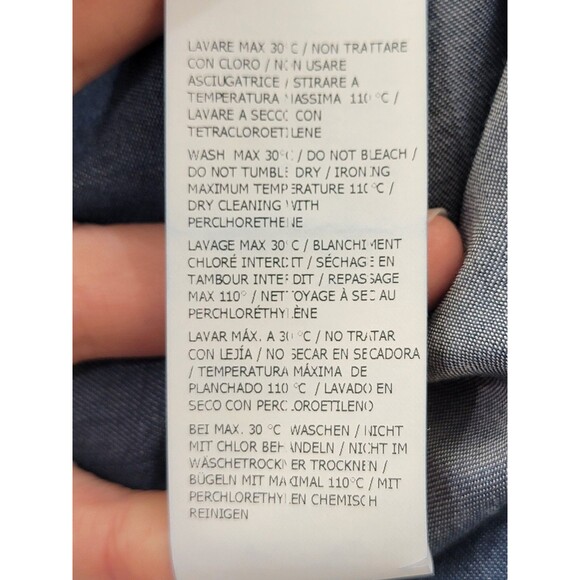 LAVARE MAX 30°C / NON TRATTARE
CON CLORO / NON USARE
ASCIUGATRICE / STIRARE A
TEMPERATURA MASSIMA 110°C /
LAVARE A SECCO CON
TETRACLOROETILENE
WASH MAX 30°C / DO NOT BLEACH /
DO NOT TUMBLE DRY / IRONING
MAXIMUM TEMPERATURE 110°C /
DRY CLEANING WITH
PERCLHORETHENE
LAVAGE MAX 30°C / BLANCHIMENT
CHLORÉ INTERDIT / SÉCHAGE EN
TAMBOUR INTERDIT / REPASSAGE
MAX 110° / NETTOYAGE À SEC AU
PERCHLORÉTHYLÈNE
LAVAR MÁX. A 30 °C / NO TRATAR
CON LEJÍA / NO SECAR EN SECADORA
/ TEMPERATURA MÁXIMA DE
PLANCHADO 110 °C / LAVADO EN
SECO CON PERCLOROETILENO
BEI MAX. 30 °C WASCHEN / NICHT
MIT CHLOR BEHANDELN / NICHT IM
WÄSCHETROCKNER TROCKNEN /
BÜGELN MIT MAXIMAL 110°C / MIT
PERCHLORETHYLEN CHEMISCH
REINIGEN